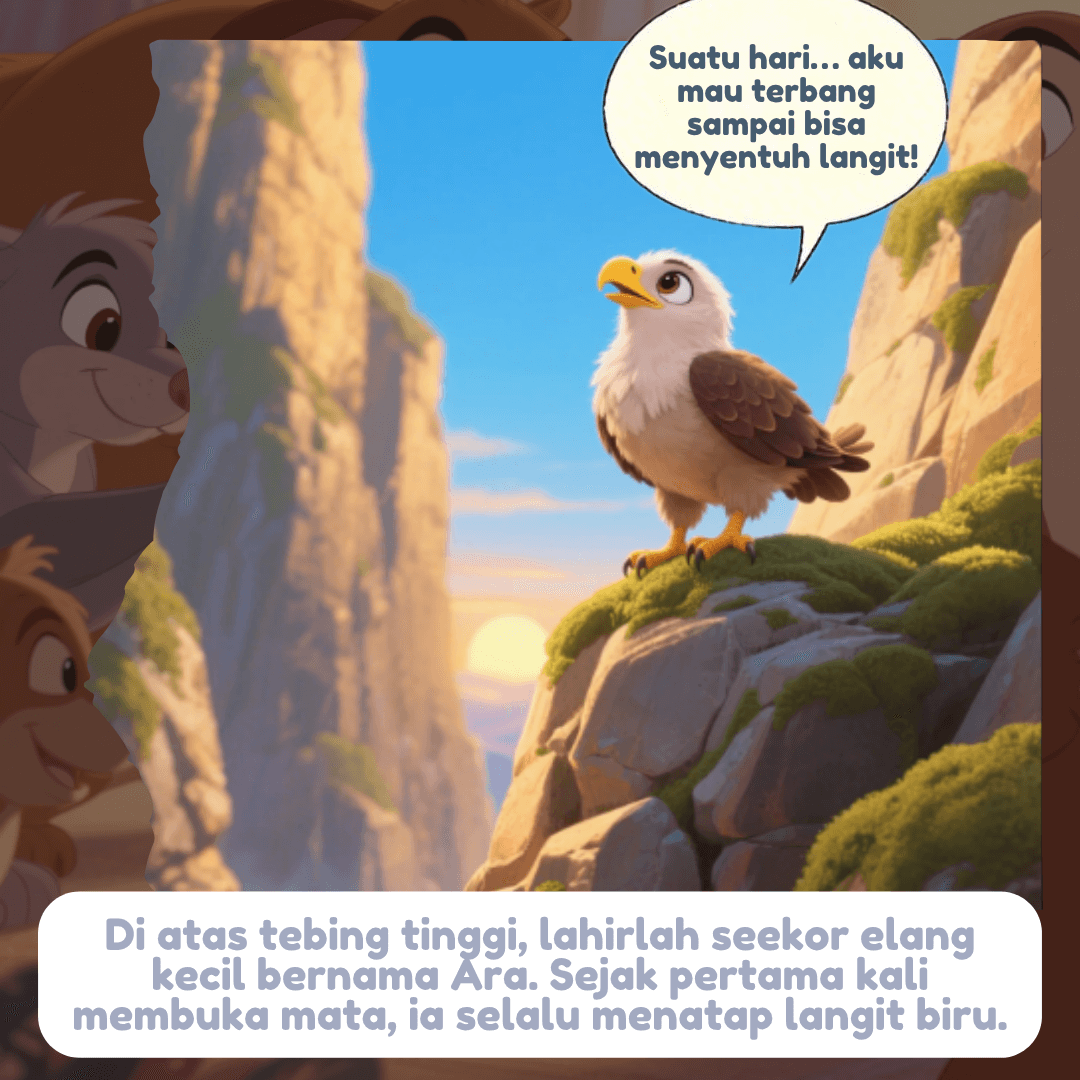 Suatu hari... aku
mau terbang
sampai bisa
menyentuh langit!
Di atas tebing tinggi, lahirlah seekor elang
kecil bernama Ara. Sejak pertama kali
membuka mata, ia selalu menatap langit biru.